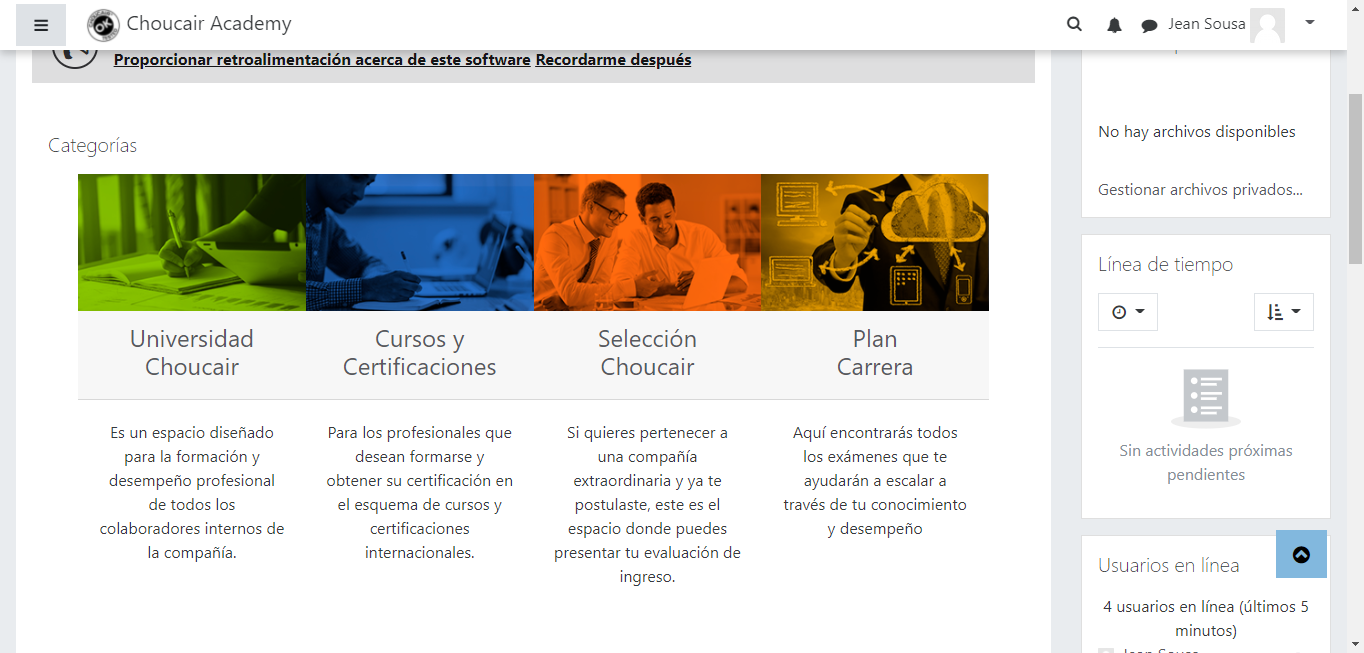 Choucair Academy
Jean Sousa
Proporcionar retroalimentación acerca de este software Recordarme después
Categorías
Universidad
Choucair
Es un espacio diseñado
para la formación y
desempeño profesional
de todos los
colaboradores internos de
la compañía.
Cursos y
Certificaciones
Para los profesionales que
desean formarse y
obtener su certificación en
el esquema de cursos y
certificaciones
internacionales.
Selección
Choucair
Si quieres pertenecer a
una compañía
extraordinaria y ya te
postulaste, este es el
espacio donde puedes
presentar tu evaluación de
ingreso.
Plan
Carrera
Aquí encontrarás todos
los exámenes que te
ayudarán a escalar a
través de tu conocimiento
y desempeño
No hay archivos disponibles
Gestionar archivos privados...
Línea de tiempo
Sin actividades próximas
pendientes
Usuarios en línea
4 usuarios en línea (últimos 5
minutos)
Jean Sousa